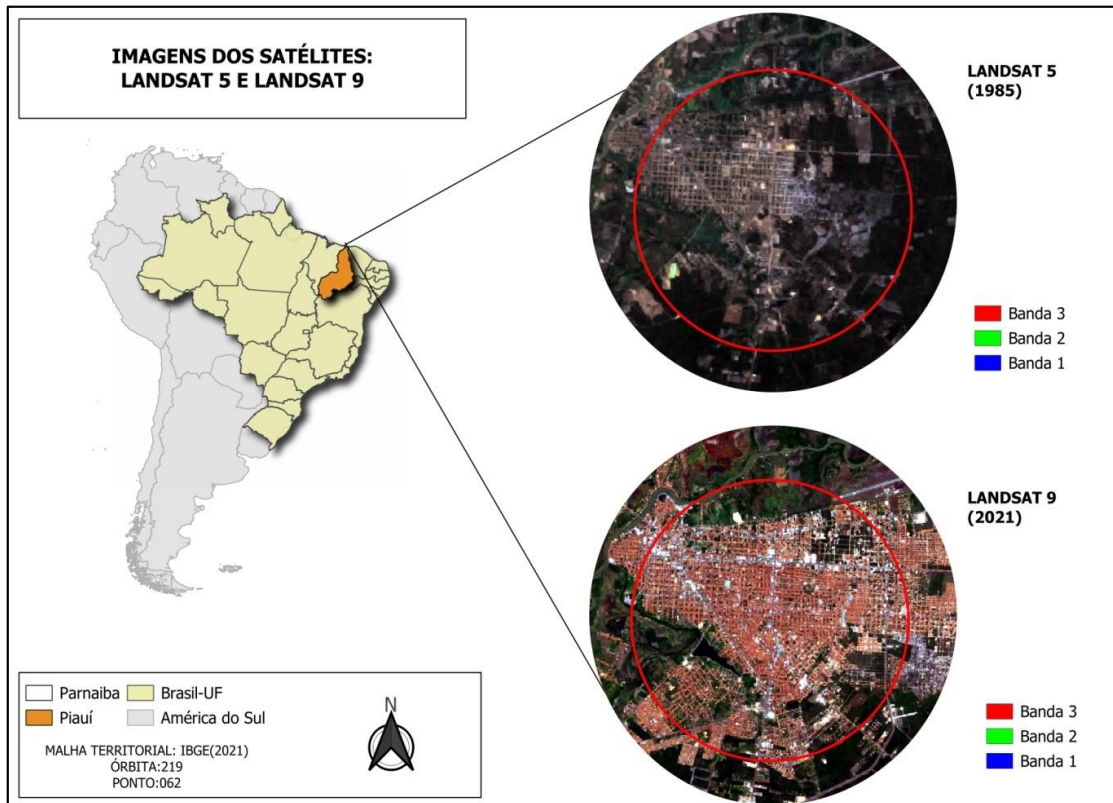 IMAGENS DOS SATÉLITES:
LANDSAT 5 E LANDSAT 9
LANDSAT 5
(1985)
Banda 3
Banda 2
Banda 1
LANDSAT 9
(2021)
Banda 3
Banda 2
Banda 1
Parnaiba
Brasil-UF
Piauí
América do Sul
MALHA TERRITORIAL: IBGE(2021)
ÓRBITA:219
PONTO:062
N